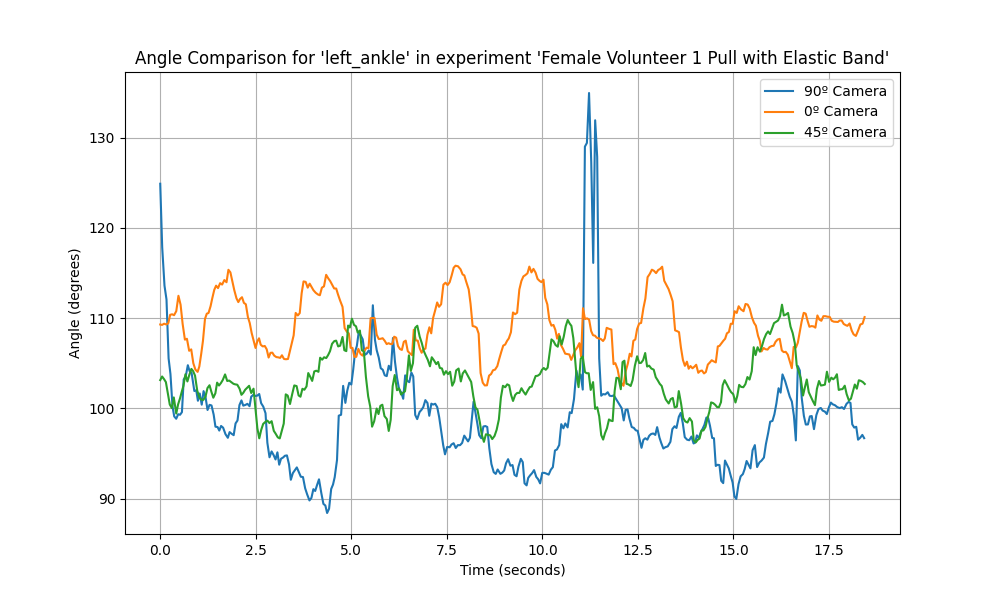 Angle Comparison for 'left_ankle' in experiment 'Female Volunteer 1 Pull with Elastic Band'
90º Camera
0º Camera
45º Camera
Angle (degrees)
130
120
110
100
90
0.0 2.5 5.0 7.5 10.0 12.5 15.0 17.5
Time (seconds)